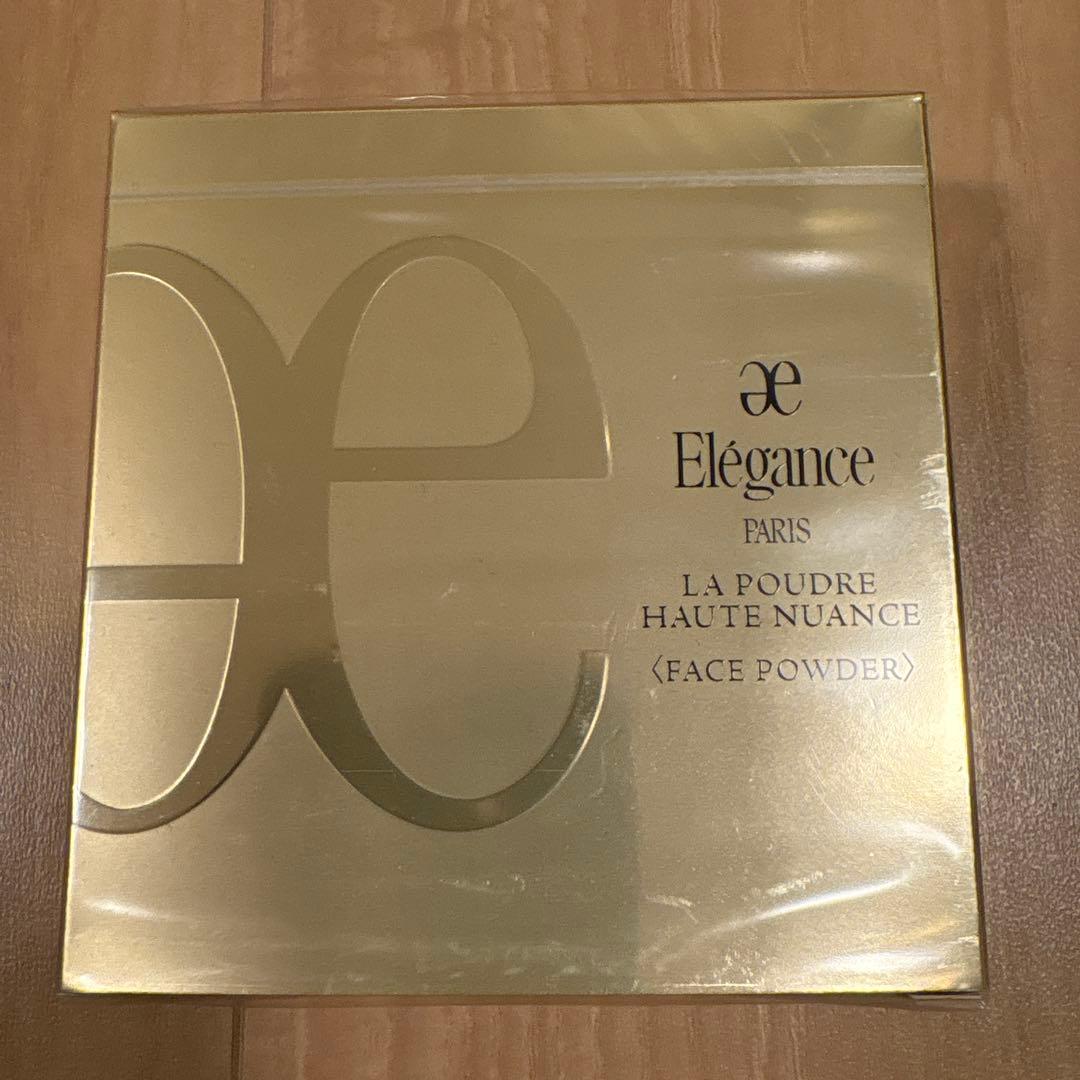 Elégance
PARIS
LA POUDRE
HAUTE NUANCE
〈FACE POWDER〉